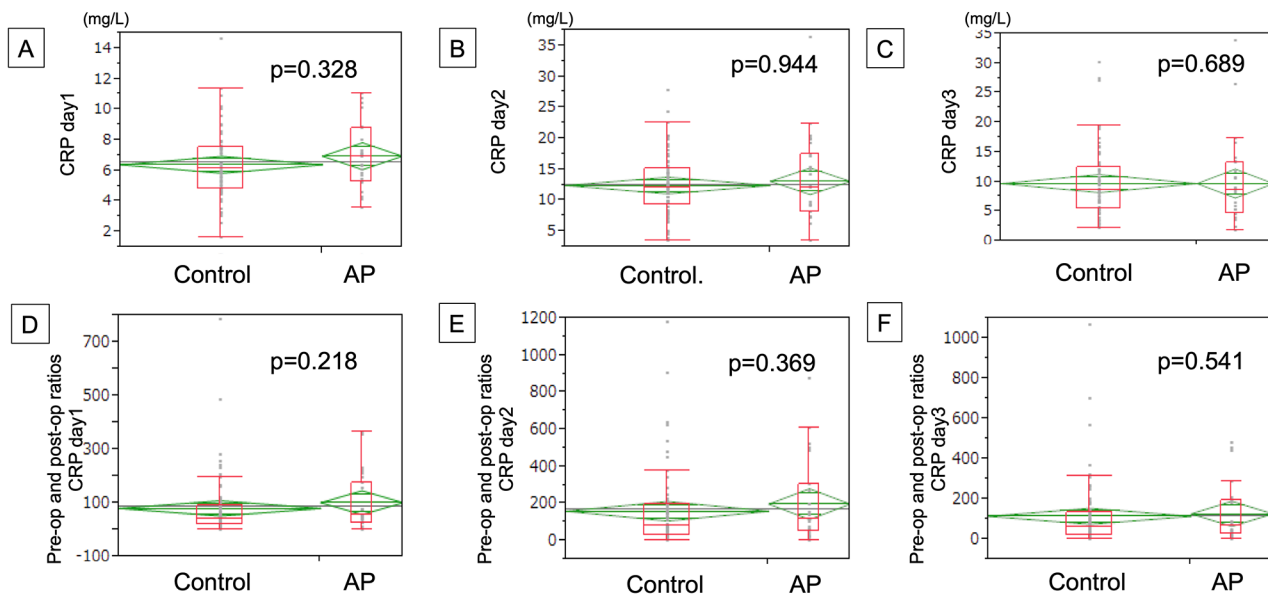 (mg/L)
A
CRP day1
14
12
10
8
6
4
2
p=0.328
Control
AP
(mg/L)
B
CRP day2
35
30
25
20
15
10
5
0
p=0.944
Control.
AP
(mg/L)
C
CRP day3
35
30
25
20
15
10
5
0
p=0.689
Control
AP
D
Pre-op and post-op ratios
CRP day1
700
500
300
100
-100
p=0.218
Control
AP
E
Pre-op and post-op ratios
CRP day2
1200
1000
800
600
400
200
0
p=0.369
Control
AP
F
Pre-op and post-op ratios
CRP day3
1000
800
600
400
200
0
p=0.541
Control
AP